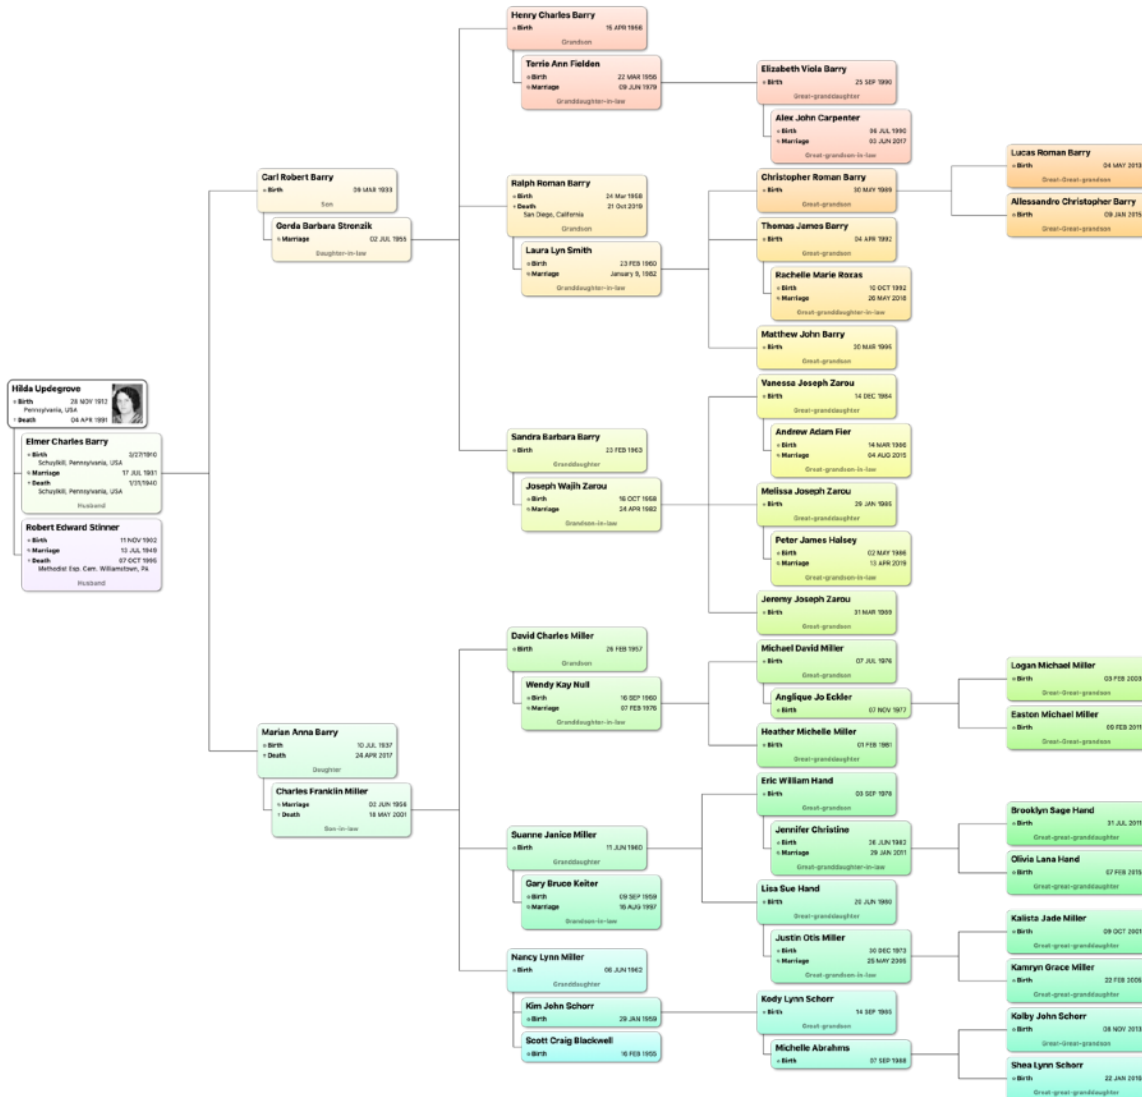 Hilda Updegrove
Birth 28 NOV 1912
Pennsylvania, USA
Death 04 APR 1991
Elmer Charles Barry
Birth 3/27/1910
Schuylkill, Pennsylvania, USA
Marriage 17 JUL 1931
Death 1/31/1940
Schuylkill, Pennsylvania, USA
Husband
Robert Edward Stinner
Birth 11 NOV 1902
Marriage 13 JUL 1949
Death 07 OCT 1995
Methodist Esp. Cem. Williamstown, PA
Husband
Carl Robert Barry
Birth 09 MAR 1933
Son
Gerda Barbara Strenzik
Marriage 02 JUL 1955
Daughter-in-law
Marian Anna Barry
Birth 10 JUL 1937
Death 24 APR 2017
Daughter
Charles Franklin Miller
Marriage 02 JUN 1956
Death 18 MAY 2001
Son-in-law
Henry Charles Barry
Birth 15 APR 1956
Grandson
Terrie Ann Fielden
Birth 22 MAR 1956
Marriage 09 JUN 1979
Granddaughter-in-law
Ralph Roman Barry
Birth 24 Mar 1958
Death 21 Oct 2019
San Diego, California
Grandson
Laura Lyn Smith
Birth 23 FEB 1960
Marriage January 9, 1982
Granddaughter-in-law
Sandra Barbara Barry
Birth 23 FEB 1963
Granddaughter
Joseph Wajih Zarou
Birth 16 OCT 1958
Marriage 24 APR 1982
Grandson-in-law
David Charles Miller
Birth 26 FEB 1957
Grandson
Wendy Kay Null
Birth 16 SEP 1960
Marriage 07 FEB 1976
Granddaughter-in-law
Suanne Janice Miller
Birth 11 JUN 1960
Granddaughter
Gary Bruce Keiter
Birth 09 SEP 1959
Marriage 16 AUG 1997
Grandson-in-law
Nancy Lynn Miller
Birth 06 JUN 1962
Granddaughter
Kim John Schorr
Birth 29 JAN 1959
Scott Craig Blackwell
Birth 16 FEB 1955
Elizabeth Viola Barry
Birth 25 SEP 1990
Great-granddaughter
Alex John Carpenter
Birth 06 JUL 1990
Marriage 03 JUN 2017
Great-grandson-in-law
Christopher Roman Barry
Birth 30 MAY 1989
Great-grandson
Thomas James Barry
Birth 04 APR 1992
Great-grandson
Rachelle Marie Roxas
Birth 10 OCT 1992
Marriage 26 MAY 2018
Great-granddaughter-in-law
Matthew John Barry
Birth 30 MAR 1995
Great-grandson
Vanessa Joseph Zarou
Birth 14 DEC 1984
Great-granddaughter
Andrew Adam Fier
Birth 14 MAR 1986
Marriage 04 AUG 2015
Great-grandson-in-law
Melissa Joseph Zarou
Birth 29 JAN 1985
Great-granddaughter
Peter James Halsey
Birth 02 MAY 1986
Marriage 13 APR 2019
Great-grandson-in-law
Jeremy Joseph Zarou
Birth 31 MAR 1989
Great-grandson
Michael David Miller
Birth 07 JUL 1976
Great-grandson
Anglique Jo Eckler
Birth 07 NOV 1977
Heather Michelle Miller
Birth 01 FEB 1981
Great-granddaughter
Eric William Hand
Birth 03 SEP 1978
Great-grandson
Jennifer Christine
Birth 26 JUN 1982
Marriage 29 JAN 2011
Great-granddaughter-in-law
Lisa Sue Hand
Birth 20 JUN 1980
Great-granddaughter
Justin Otis Miller
Birth 30 DEC 1973
Marriage 25 MAY 2005
Great-grandson-in-law
Kody Lynn Schorr
Birth 14 SEP 1985
Great-grandson
Michelle Abrahms
Birth 07 SEP 1988
Lucas Roman Barry
Birth 04 MAY 2013
Great-Great-grandson
Allessandro Christopher Barry
Birth 09 JAN 2015
Great-Great-grandson
Logan Michael Miller
Birth 03 FEB 2003
Great-Great-grandson
Easton Michael Miller
Birth 09 FEB 2011
Great-Great-grandson
Brooklyn Sage Hand
Birth 31 JUL 2011
Great-great-granddaughter
Olivia Lana Hand
Birth 07 FEB 2015
Great-great-granddaughter
Kalista Jade Miller
Birth 09 OCT 2001
Great-great-granddaughter
Kamryn Grace Miller
Birth 22 FEB 2006
Great-great-granddaughter
Kolby John Schorr
Birth 08 NOV 2013
Great-Great-grandson
Shea Lynn Schorr
Birth 22 JAN
Great-great-granddaughter